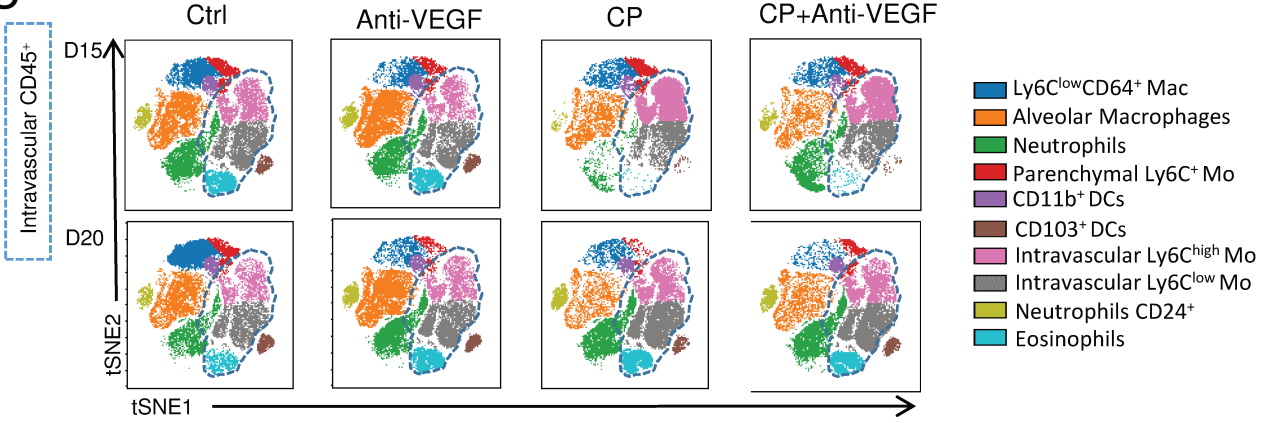 Ctrl
Anti-VEGF
CP
CP+Anti-VEGF
Intravascular CD45⁺
D15
D20
tSNE2
tSNE1
Ly6CˡᵒʷCD64⁺ Mac
Alveolar Macrophages
Neutrophils
Parenchymal Ly6C⁺ Mo
CD11b⁺ DCs
CD103⁺ DCs
Intravascular Ly6Cʰⁱᵍʰ Mo
Intravascular Ly6Cˡᵒʷ Mo
Neutrophils CD24⁺
Eosinophils